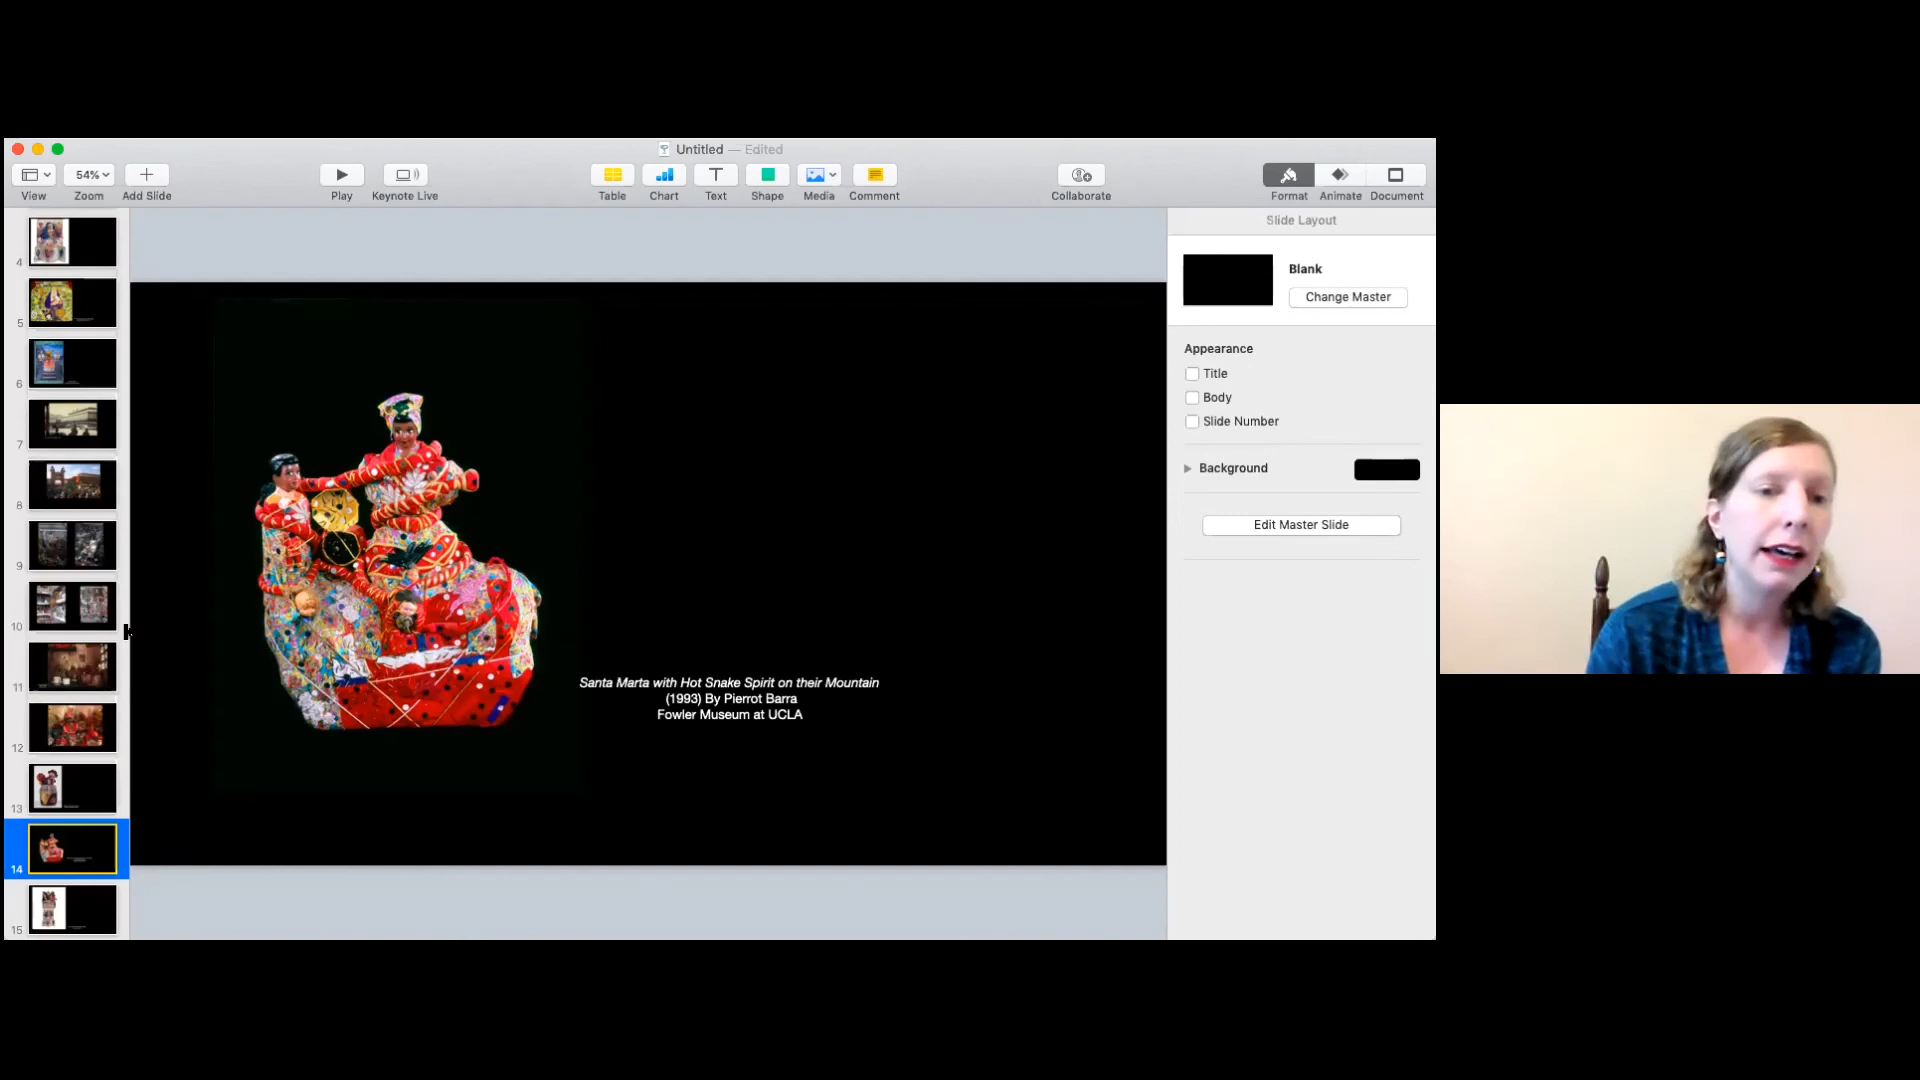 Untitled — Edited
54%
View
Zoom
Add Slide
Play
Keynote Live
Table
Chart
Text
Shape
Media
Comment
Collaborate
Format
Animate
Document
4
5
6
7
8
9
10
11
12
13
14
15
Santa Marta with Hot Snake Spirit on their Mountain
(1993) By Pierrot Barra
Fowler Museum at UCLA
Slide Layout
Blank
Change Master
Appearance
Title
Body
Slide Number
Background
Edit Master Slide